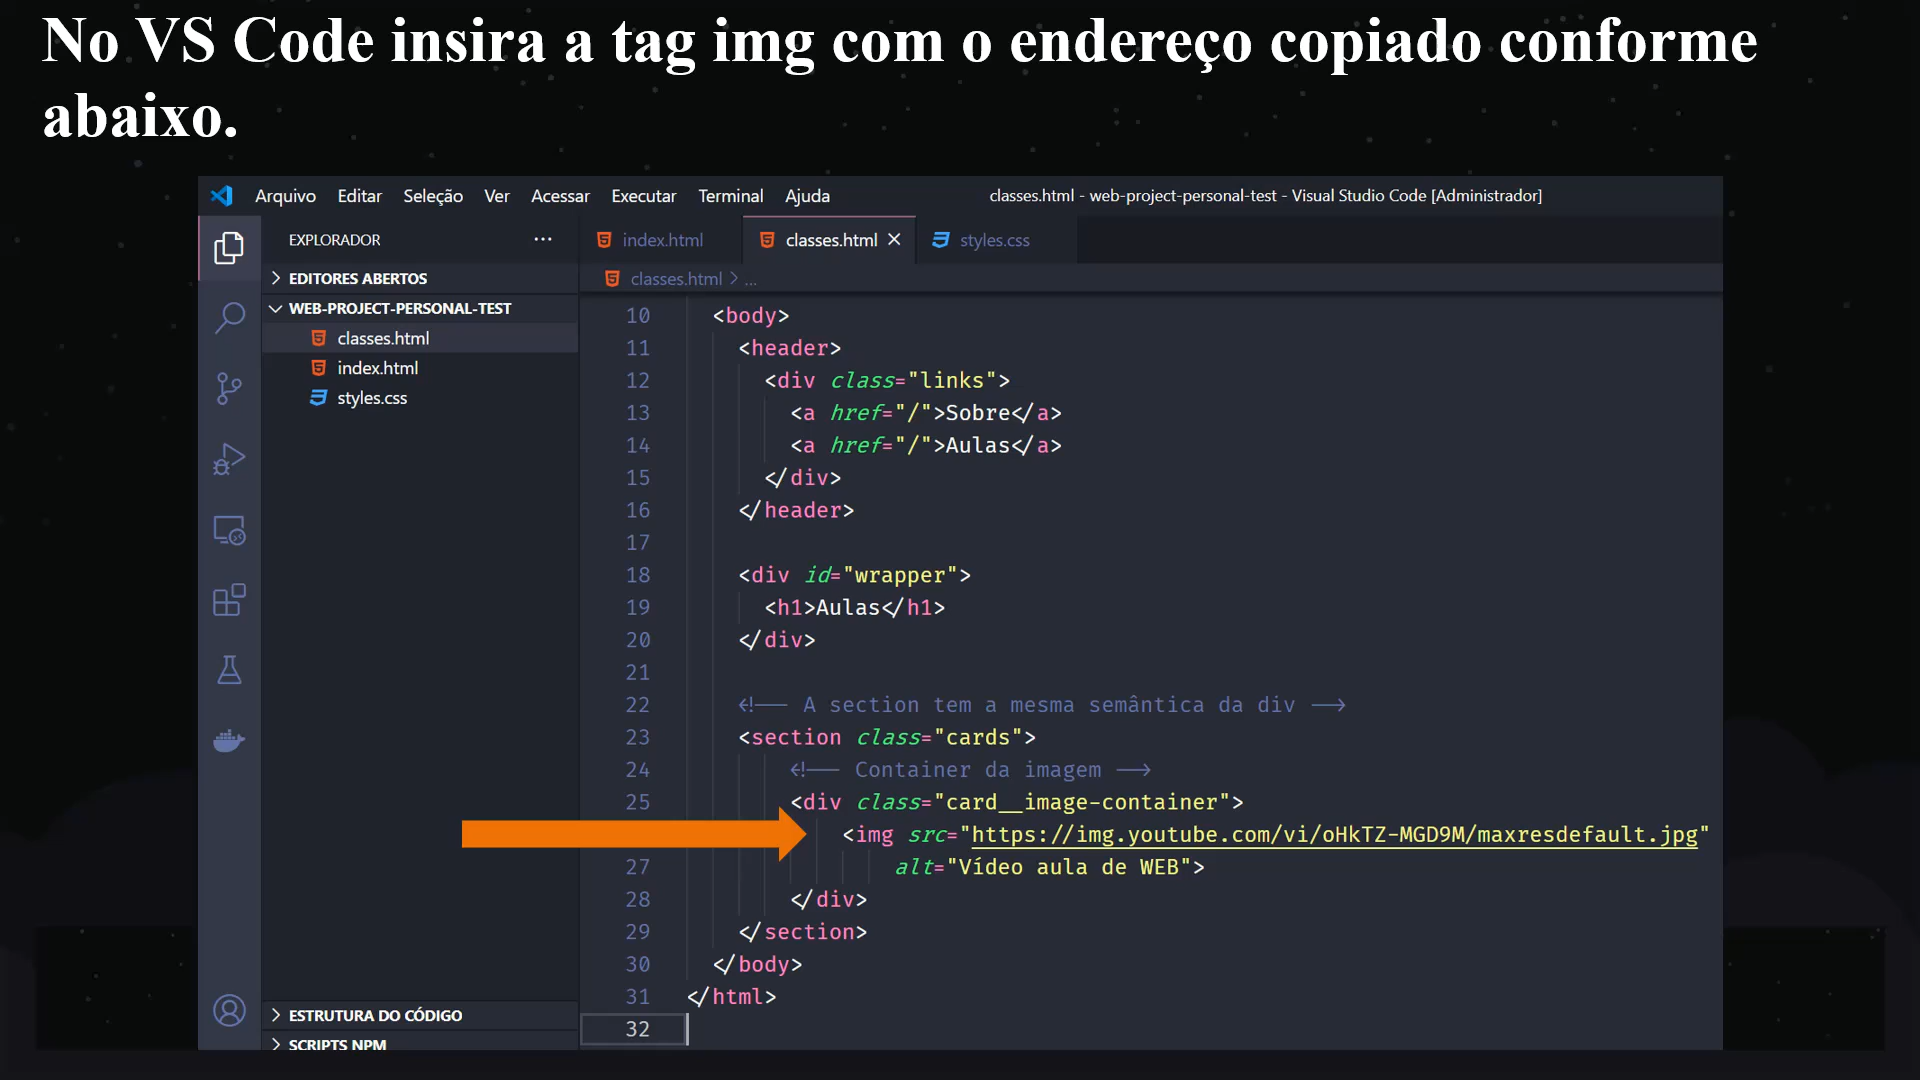 No VS Code insira a tag img com o endereço copiado conforme
abaixo.
Arquivo Editar Seleção Ver Acessar Executar Terminal Ajuda classes.html - web-project-personal-test - Visual Studio Code [Administrador]
EXPLORADOR ···
index.html classes.html × styles.css
EDITORES ABERTOS
classes.html > ...
WEB-PROJECT-PERSONAL-TEST
classes.html
index.html
styles.css
10 <body>
11 <header>
12 <div class="links">
13 <a href="/">Sobre</a>
14 <a href="/">Aulas</a>
15 </div>
16 </header>
17
18 <div id="wrapper">
19 <h1>Aulas</h1>
20 </div>
21
22 <!-- A section tem a mesma semântica da div -->
23 <section class="cards">
24 <!-- Container da imagem -->
25 <div class="card__image-container">
<img src="https://img.youtube.com/vi/oHkTZ-MGD9M/maxresdefault.jpg"
27 alt="Vídeo aula de WEB">
28 </div>
29 </section>
30 </body>
31 </html>
32
ESTRUTURA DO CÓDIGO
SCRIPTS NPM